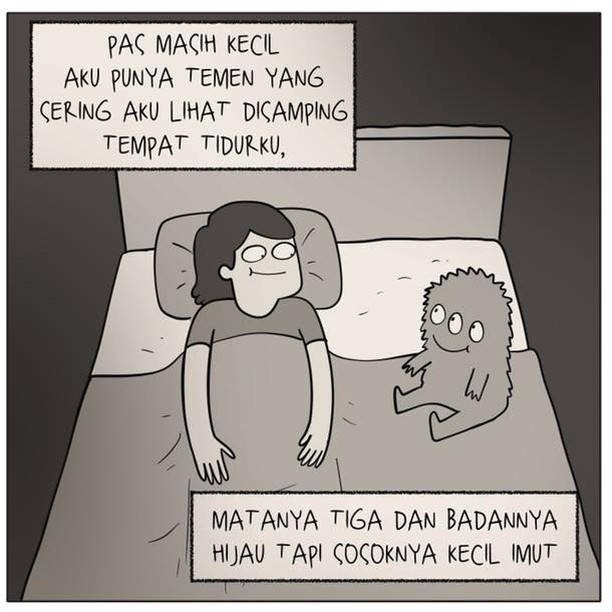 PAS MASIH KECIL
AKU PUNYA TEMEN YANG
SERING AKU LIHAT DISAMPING
TEMPAT TIDURKU,
MATANYA TIGA DAN BADANNYA
HIJAU TAPI SOSOKNYA KECIL IMUT